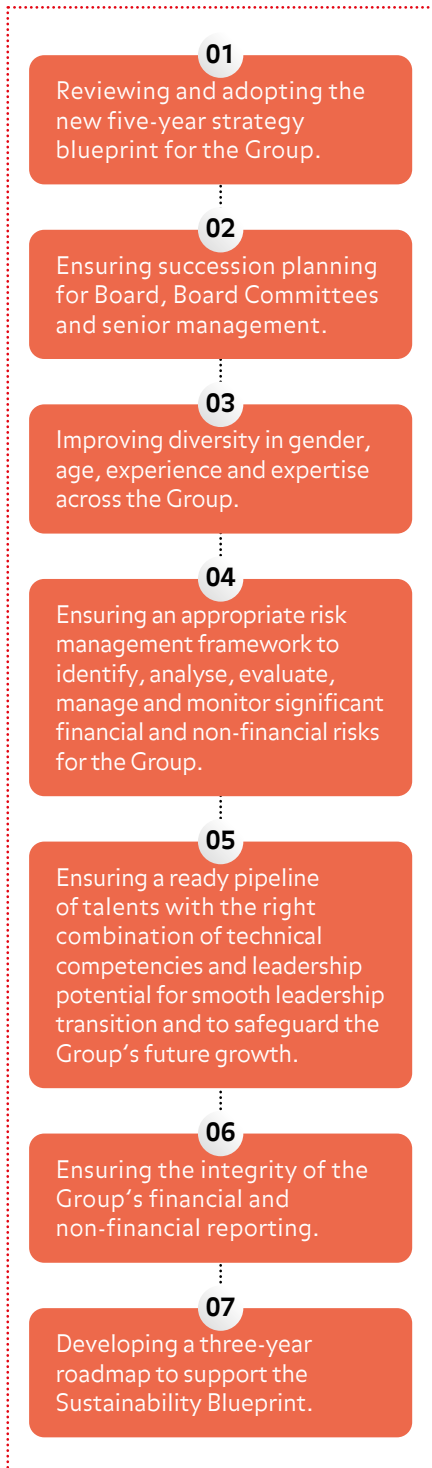 01
Reviewing and adopting the
new five-year strategy
blueprint for the Group.
02
Ensuring succession planning
for Board, Board Committees
and senior management.
03
Improving diversity in gender,
age, experience and expertise
across the Group.
04
Ensuring an appropriate risk
management framework to
identify, analyse, evaluate,
manage and monitor significant
financial and non-financial risks
for the Group.
05
Ensuring a ready pipeline
of talents with the right
combination of technical
competencies and leadership
potential for smooth leadership
transition and to safeguard the
Group's future growth.
06
Ensuring the integrity of the
Group's financial and
non-financial reporting.
07
Developing a three-year
roadmap to support the
Sustainability Blueprint.